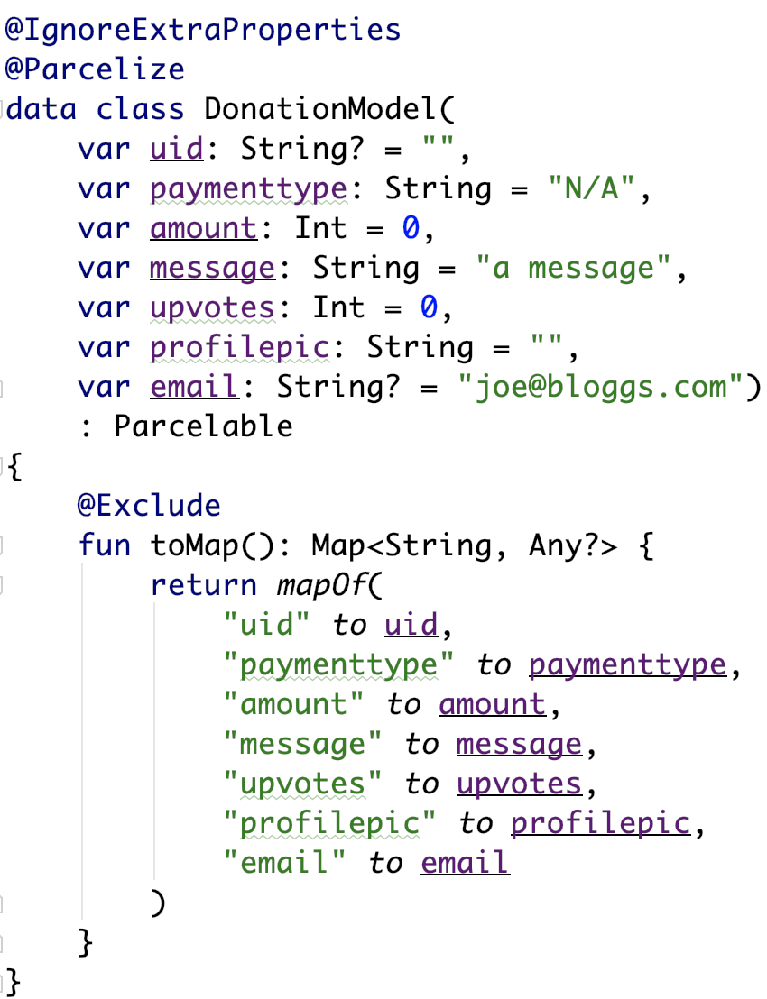 @IgnoreExtraProperties
@Parcelize
data class DonationModel(
    var uid: String? = "",
    var paymenttype: String = "N/A",
    var amount: Int = 0,
    var message: String = "a message",
    var upvotes: Int = 0,
    var profilepic: String = "",
    var email: String? = "joe@bloggs.com")
    : Parcelable
{
    @Exclude
    fun toMap(): Map<String, Any?> {
        return mapOf(
            "uid" to uid,
            "paymenttype" to paymenttype,
            "amount" to amount,
            "message" to message,
            "upvotes" to upvotes,
            "profilepic" to profilepic,
            "email" to email
        )
    }
}